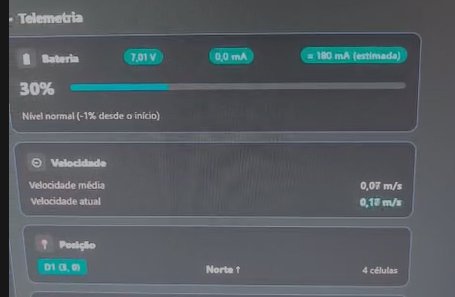 Telemetria
Bateria 7,01 V 0,0 mA ≈ 180 mA (estimada)
30%
Nível normal (-1% desde o início)
Velocidade
Velocidade média 0,07 m/s
Velocidade atual 0,18 m/s
Posição
D1 (3, 0) Norte ↑ 4 células